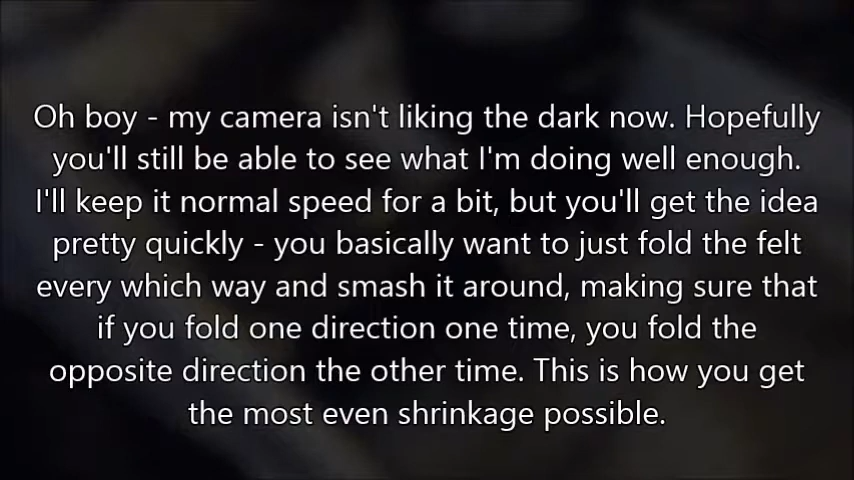 Oh boy - my camera isn't liking the dark now. Hopefully
you'll still be able to see what I'm doing well enough.
I'll keep it normal speed for a bit, but you'll get the idea
pretty quickly - you basically want to just fold the felt
every which way and smash it around, making sure that
if you fold one direction one time, you fold the
opposite direction the other time. This is how you get
the most even shrinkage possible.